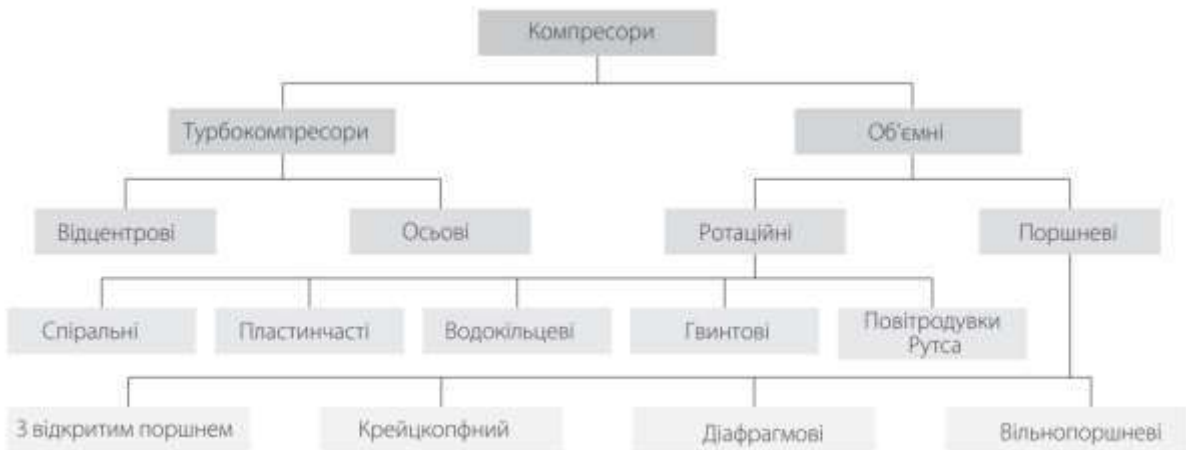 Компресори
Турбокомпресори
Об'ємні
Відцентрові
Осьові
Ротаційні
Поршневі
Спіральні
Пластинчасті
Водокільцеві
Гвинтові
Повітродувки
Рутса
З відкритим поршнем
Крейцкопфний
Діафрагмові
Вільнопоршневі